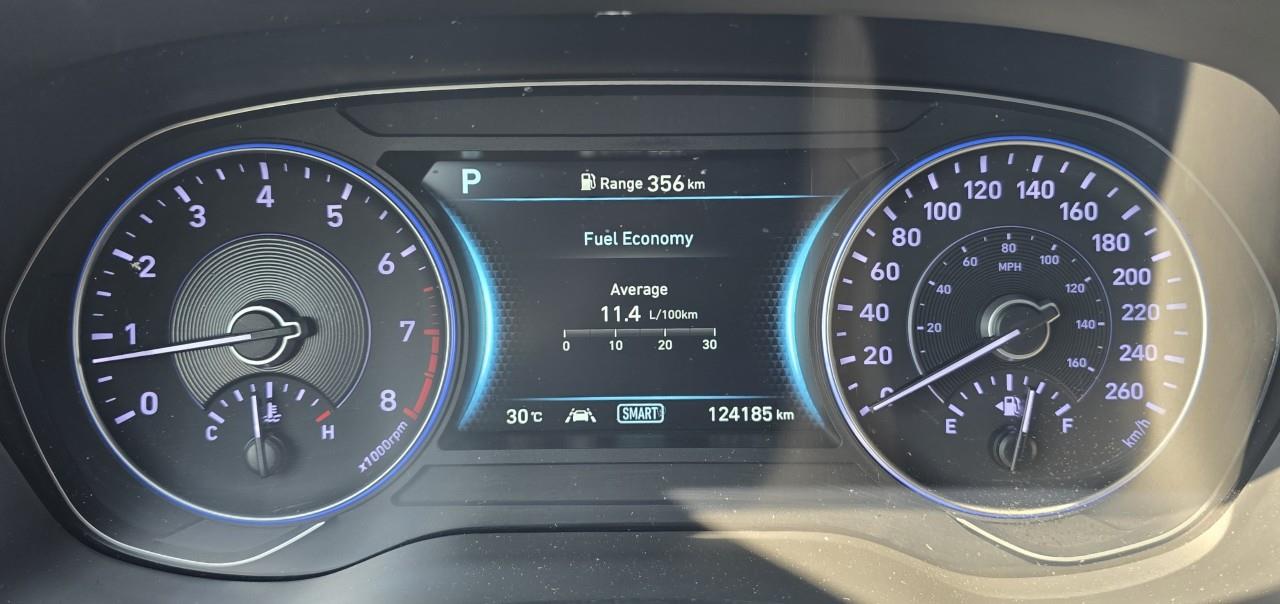 P
Range 356 km
Fuel Economy
Average
11.4 L/100km
0 10 20 30
30°C
SMART
124185 km
0 1 2 3 4 5 6 7 8
x1000rpm
C H
0 20 40 60 80 100 120 140 160 180 200 220 240 260
km/h
20 40 60 80 100 120 140 160
MPH
E F